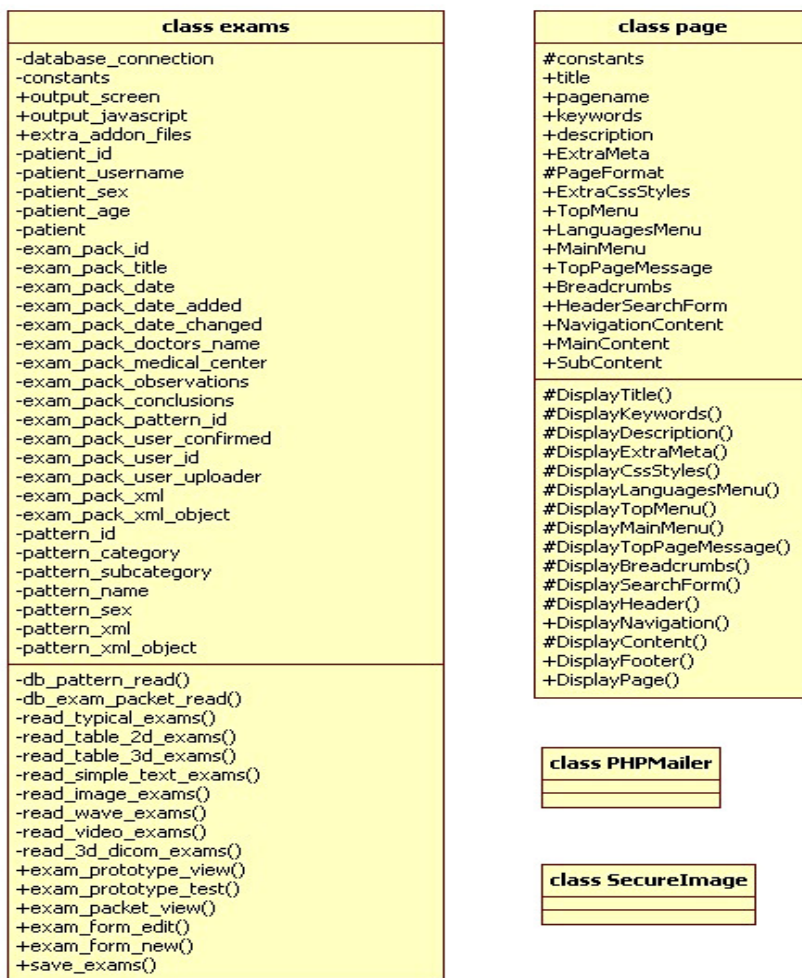 class exams
-database_connection
-constants
+output_screen
+output_javascript
+extra_addon_files
-patient_id
-patient_username
-patient_sex
-patient_age
-patient
-exam_pack_id
-exam_pack_title
-exam_pack_date
-exam_pack_date_added
-exam_pack_date_changed
-exam_pack_doctors_name
-exam_pack_medical_center
-exam_pack_observations
-exam_pack_conclusions
-exam_pack_pattern_id
-exam_pack_user_confirmed
-exam_pack_user_id
-exam_pack_user_uploader
-exam_pack_xml
-exam_pack_xml_object
-pattern_id
-pattern_category
-pattern_subcategory
-pattern_name
-pattern_sex
-pattern_xml
-pattern_xml_object
-db_pattern_read()
-db_exam_packet_read()
-read_typical_exams()
-read_table_2d_exams()
-read_table_3d_exams()
-read_simple_text_exams()
-read_image_exams()
-read_wave_exams()
-read_video_exams()
-read_3d_dicom_exams()
+exam_prototype_view()
+exam_prototype_test()
+exam_packet_view()
+exam_form_edit()
+exam_form_new()
+save_exams()
class page
#constants
+title
+pagename
+keywords
+description
+ExtraMeta
#PageFormat
+ExtraCssStyles
+TopMenu
+LanguagesMenu
+MainMenu
+TopPageMessage
+Breadcrumbs
+HeaderSearchForm
+NavigationContent
+MainContent
+SubContent
#DisplayTitle()
#DisplayKeywords()
#DisplayDescription()
#DisplayExtraMeta()
#DisplayCssStyles()
#DisplayLanguagesMenu()
#DisplayTopMenu()
#DisplayMainMenu()
#DisplayTopPageMessage()
#DisplayBreadcrumbs()
#DisplaySearchForm()
#DisplayHeader()
+DisplayNavigation()
#DisplayContent()
+DisplayFooter()
+DisplayPage()
class PHPMailer
class SecureImage